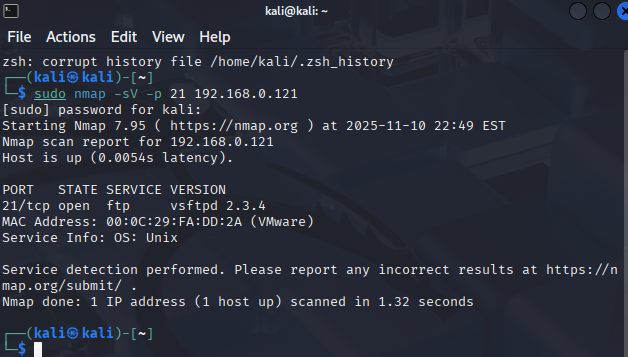 kali@kali: ~
File Actions Edit View Help
zsh: corrupt history file /home/kali/.zsh_history
┌──(kali㉿kali)-[~]
└─$ sudo nmap -sV -p 21 192.168.0.121
[sudo] password for kali:
Starting Nmap 7.95 ( https://nmap.org ) at 2025-11-10 22:49 EST
Nmap scan report for 192.168.0.121
Host is up (0.0054s latency).
PORT STATE SERVICE VERSION
21/tcp open ftp vsftpd 2.3.4
MAC Address: 00:0C:29:FA:DD:2A (VMware)
Service Info: OS: Unix
Service detection performed. Please report any incorrect results at https://n
map.org/submit/ .
Nmap done: 1 IP address (1 host up) scanned in 1.32 seconds
┌──(kali㉿kali)-[~]
└─$